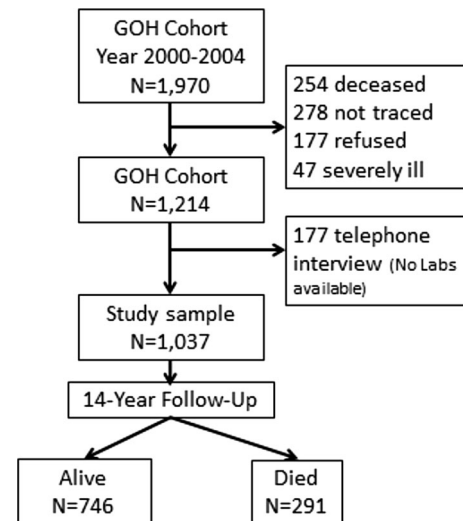 GOH Cohort
Year 2000-2004
N=1,970
254 deceased
278 not traced
177 refused
47 severely ill
GOH Cohort
N=1,214
177 telephone
interview (No Labs
available)
Study sample
N=1,037
14-Year Follow-Up
Alive
N=746
Died
N=291